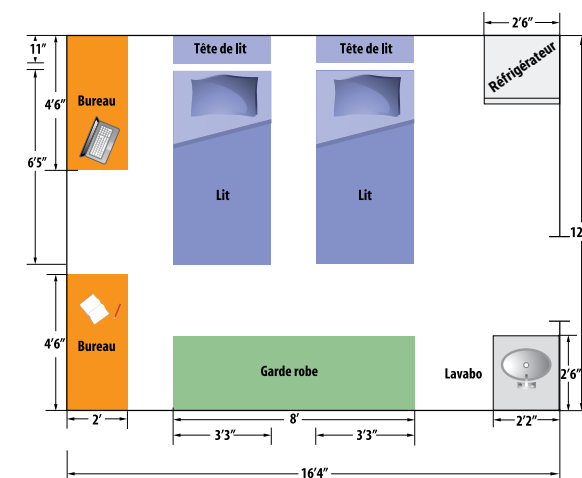 2'6"
11"
Tête de lit
Tête de lit
Réfrigérateur
4'6"
Bureau
6'5"
Lit
Lit
12
4'6"
Bureau
Garde robe
Lavabo
2'6"
2'
8'
2'2"
3'3"
3'3"
16'4"